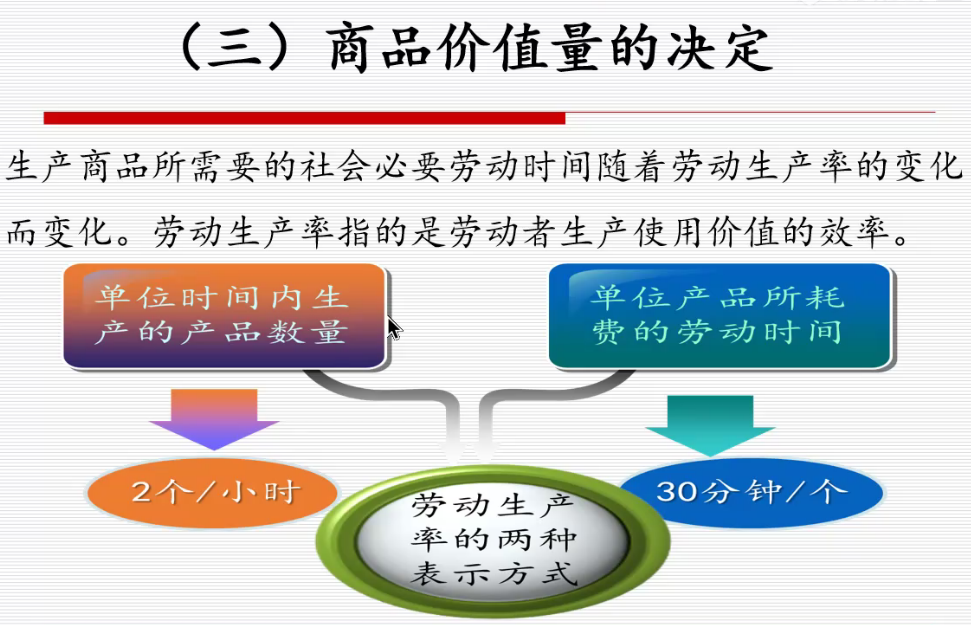 （三）商品价值量的决定
生产商品所需要的社会必要劳动时间随着劳动生产率的变化
而变化。劳动生产率指的是劳动者生产使用价值的效率。
单位时间内生
产的产品数量
单位产品所耗
费的劳动时间
2个/小时
30分钟/个
劳动生产
率的两种
表示方式